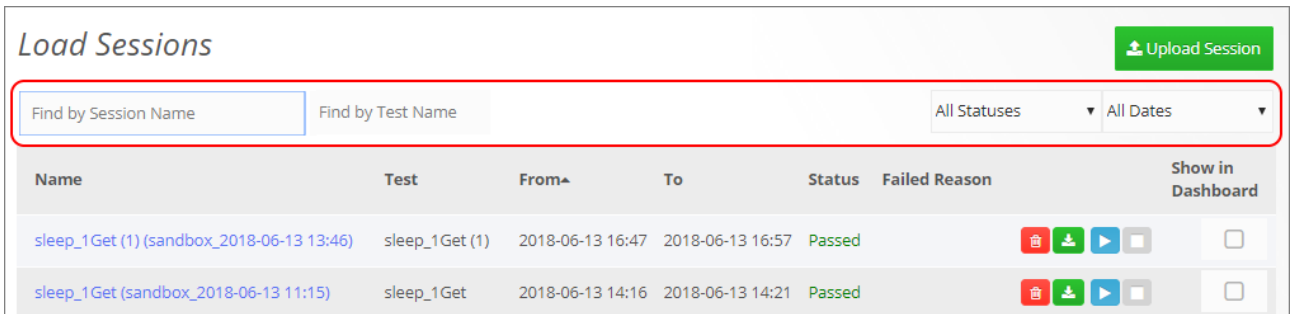 Load Sessions
Upload Session
Find by Session Name Find by Test Name All Statuses All Dates
Name Test From To Status Failed Reason Show in Dashboard
sleep_1Get (1) (sandbox_2018-06-13 13:46) sleep_1Get (1) 2018-06-13 16:47 2018-06-13 16:57 Passed
sleep_1Get (sandbox_2018-06-13 11:15) sleep_1Get 2018-06-13 14:16 2018-06-13 14:21 Passed